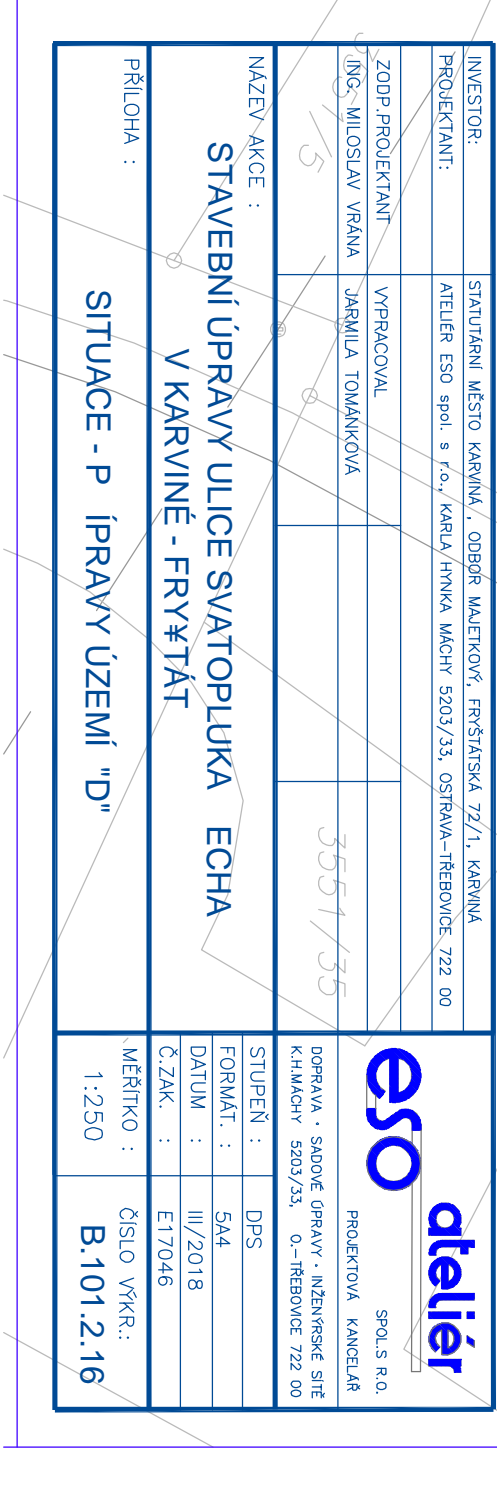 INVESTOR: STATUTÁRNÍ MĚSTO KARVINÁ , ODBOR MAJETKOVÝ, FRYŠTÁTSKÁ 72/1, KARVINÁ
PROJEKTANT: ATELIÉR ESO spol. s r.o., KARLA HYNKA MÁCHY 5203/33, OSTRAVA–TŘEBOVICE 722 00
ZODP.PROJEKTANT VYPRACOVAL
ING. MILOSLAV VRÁNA JARMILA TOMÁNKOVÁ
3551/35
eso ateliér
SPOL.S R.O.
PROJEKTOVÁ KANCELAŘ
DOPRAVA • SADOVÉ ÚPRAVY • INŽENÝRSKÉ SÍTĚ
K.H.MÁCHY 5203/33, O.–TŘEBOVICE 722 00
NÁZEV AKCE :
STAVEBNÍ ÚPRAVY ULICE SVATOPLUKA ECHA
V KARVINÉ - FRY¥TÁT
STUPEŇ : DPS
FORMÁT. : 5A4
DATUM : III/2018
Č.ZAK. : E17046
PŘÍLOHA :
SITUACE - P ÍPRAVY ÚZEMÍ "D"
MĚŘÍTKO :
1:250
ČÍSLO VÝKR.:
B.101.2.16